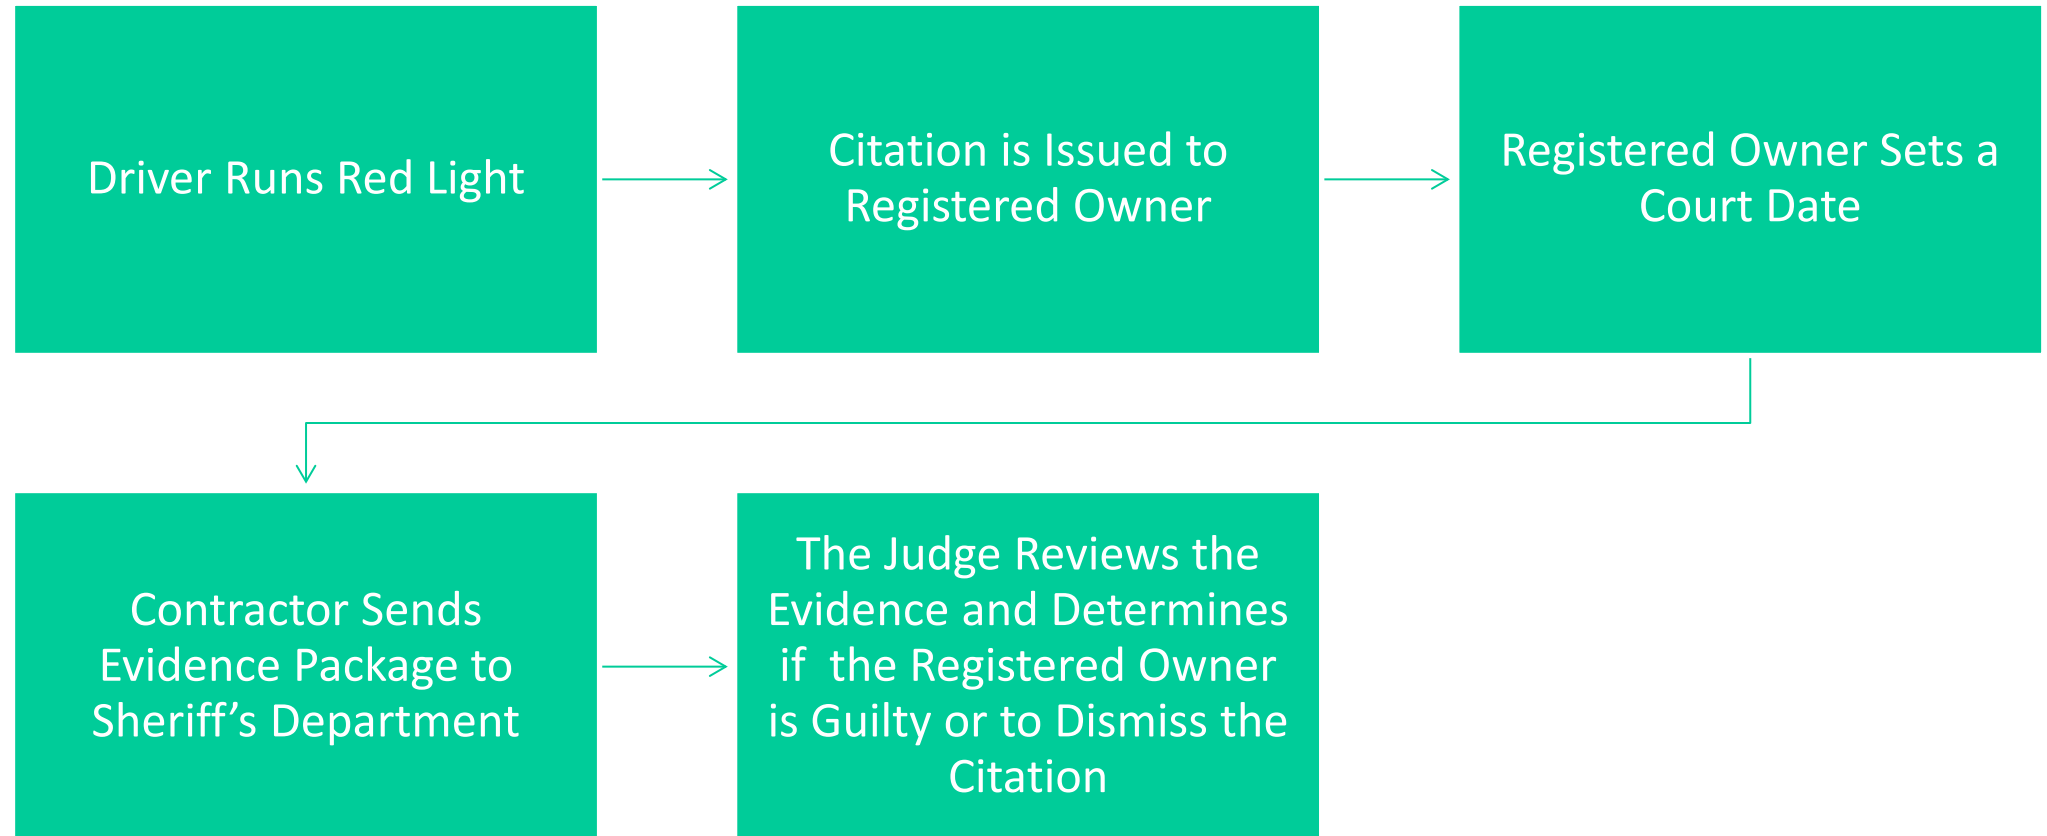 Driver Runs Red Light
Citation is Issued to
Registered Owner
Registered Owner Sets a
Court Date
Contractor Sends
Evidence Package to
Sheriff’s Department
The Judge Reviews the
Evidence and Determines
if  the Registered Owner
is Guilty or to Dismiss the
Citation